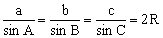 a/sin A = b/sin B = c/sin C = 2R